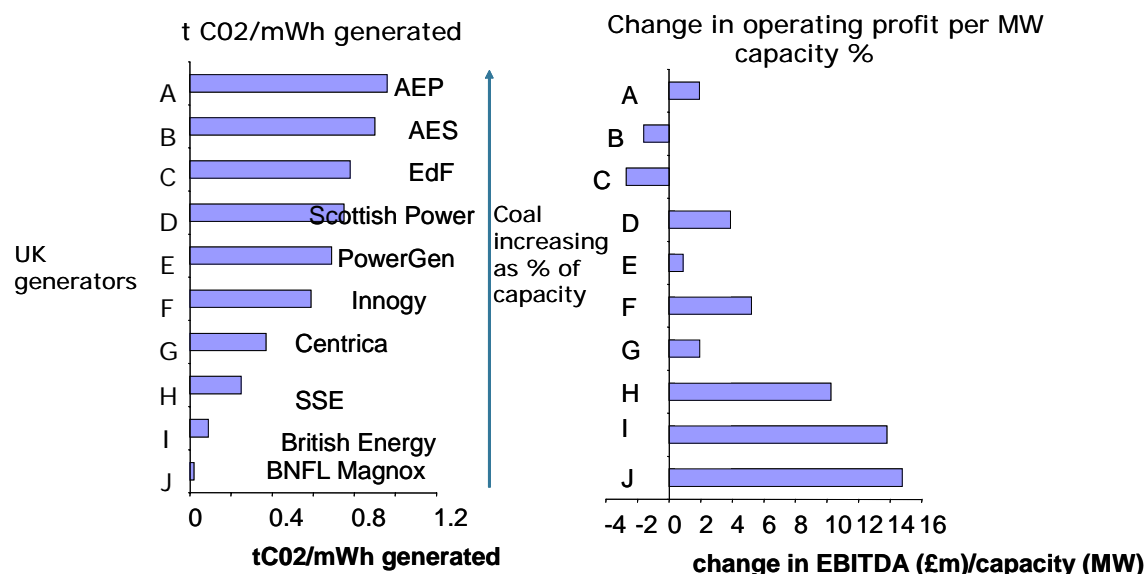 t C02/mWh generated
A
AEP
B
AES
C
EdF
D
Scottish Power
E
PowerGen
F
Innogy
G
Centrica
H
SSE
I
British Energy
J
BNFL Magnox
UK
generators
Coal
increasing
as % of
capacity
0 0.4 0.8 1.2
tC02/mWh generated
Change in operating profit per MW
capacity %
A
B
C
D
E
F
G
H
I
J
-4 -2 0 2 4 6 8 10 12 14 16
change in EBITDA (£m)/capacity (MW)